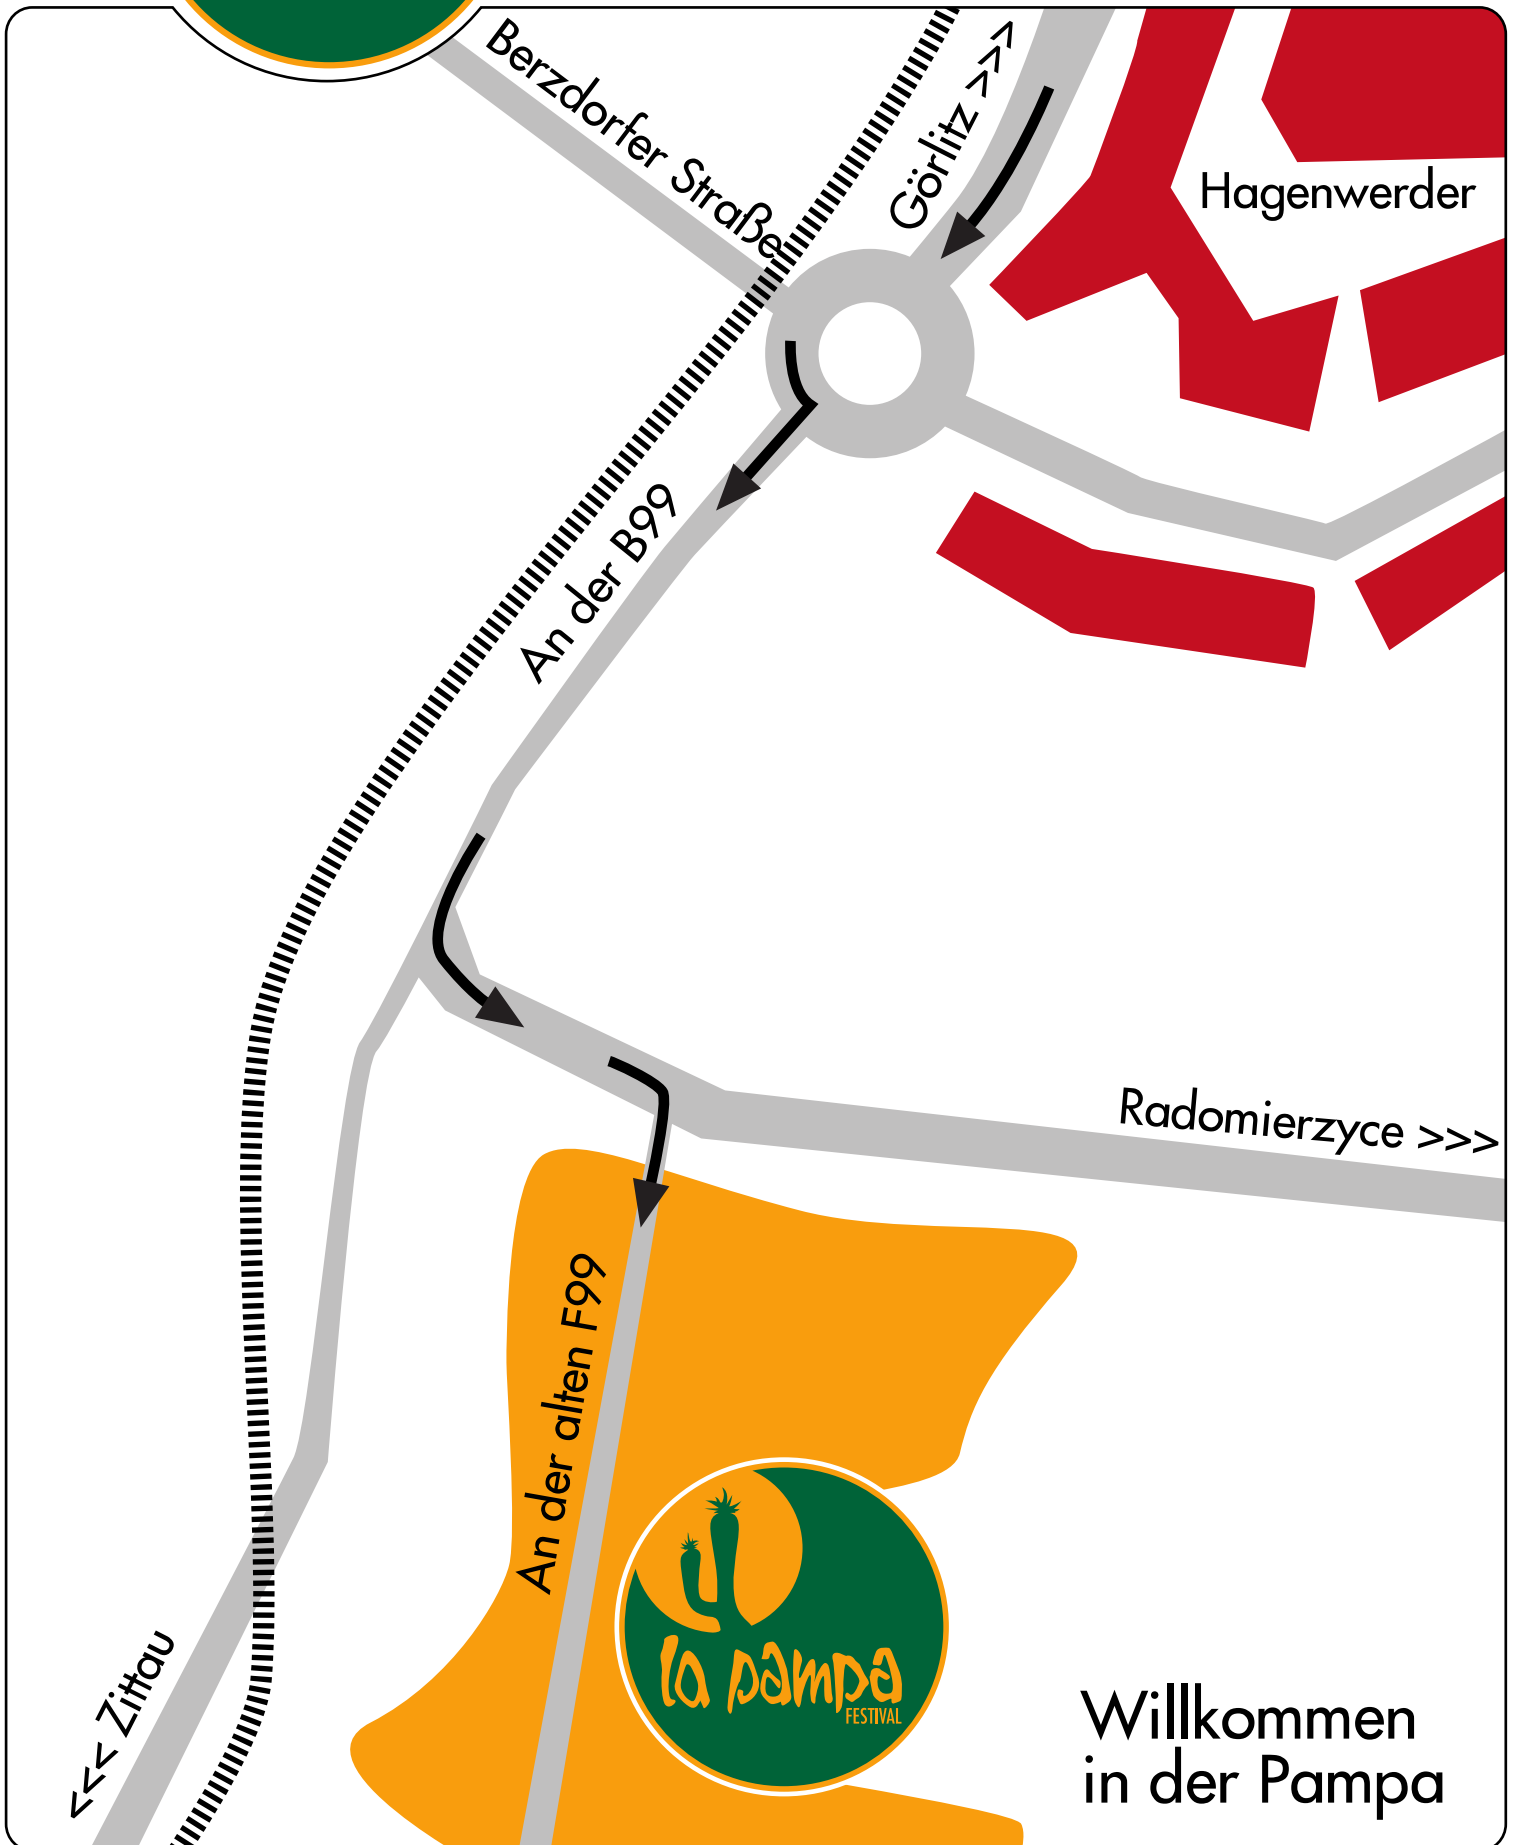 Berzdorfer Straße
Görlitz >>>
Hagenwerder
An der B99
Radomierzyce >>>
An der alten F99
la pampa
FESTIVAL
<<< Zittau
Willkommen
in der Pampa